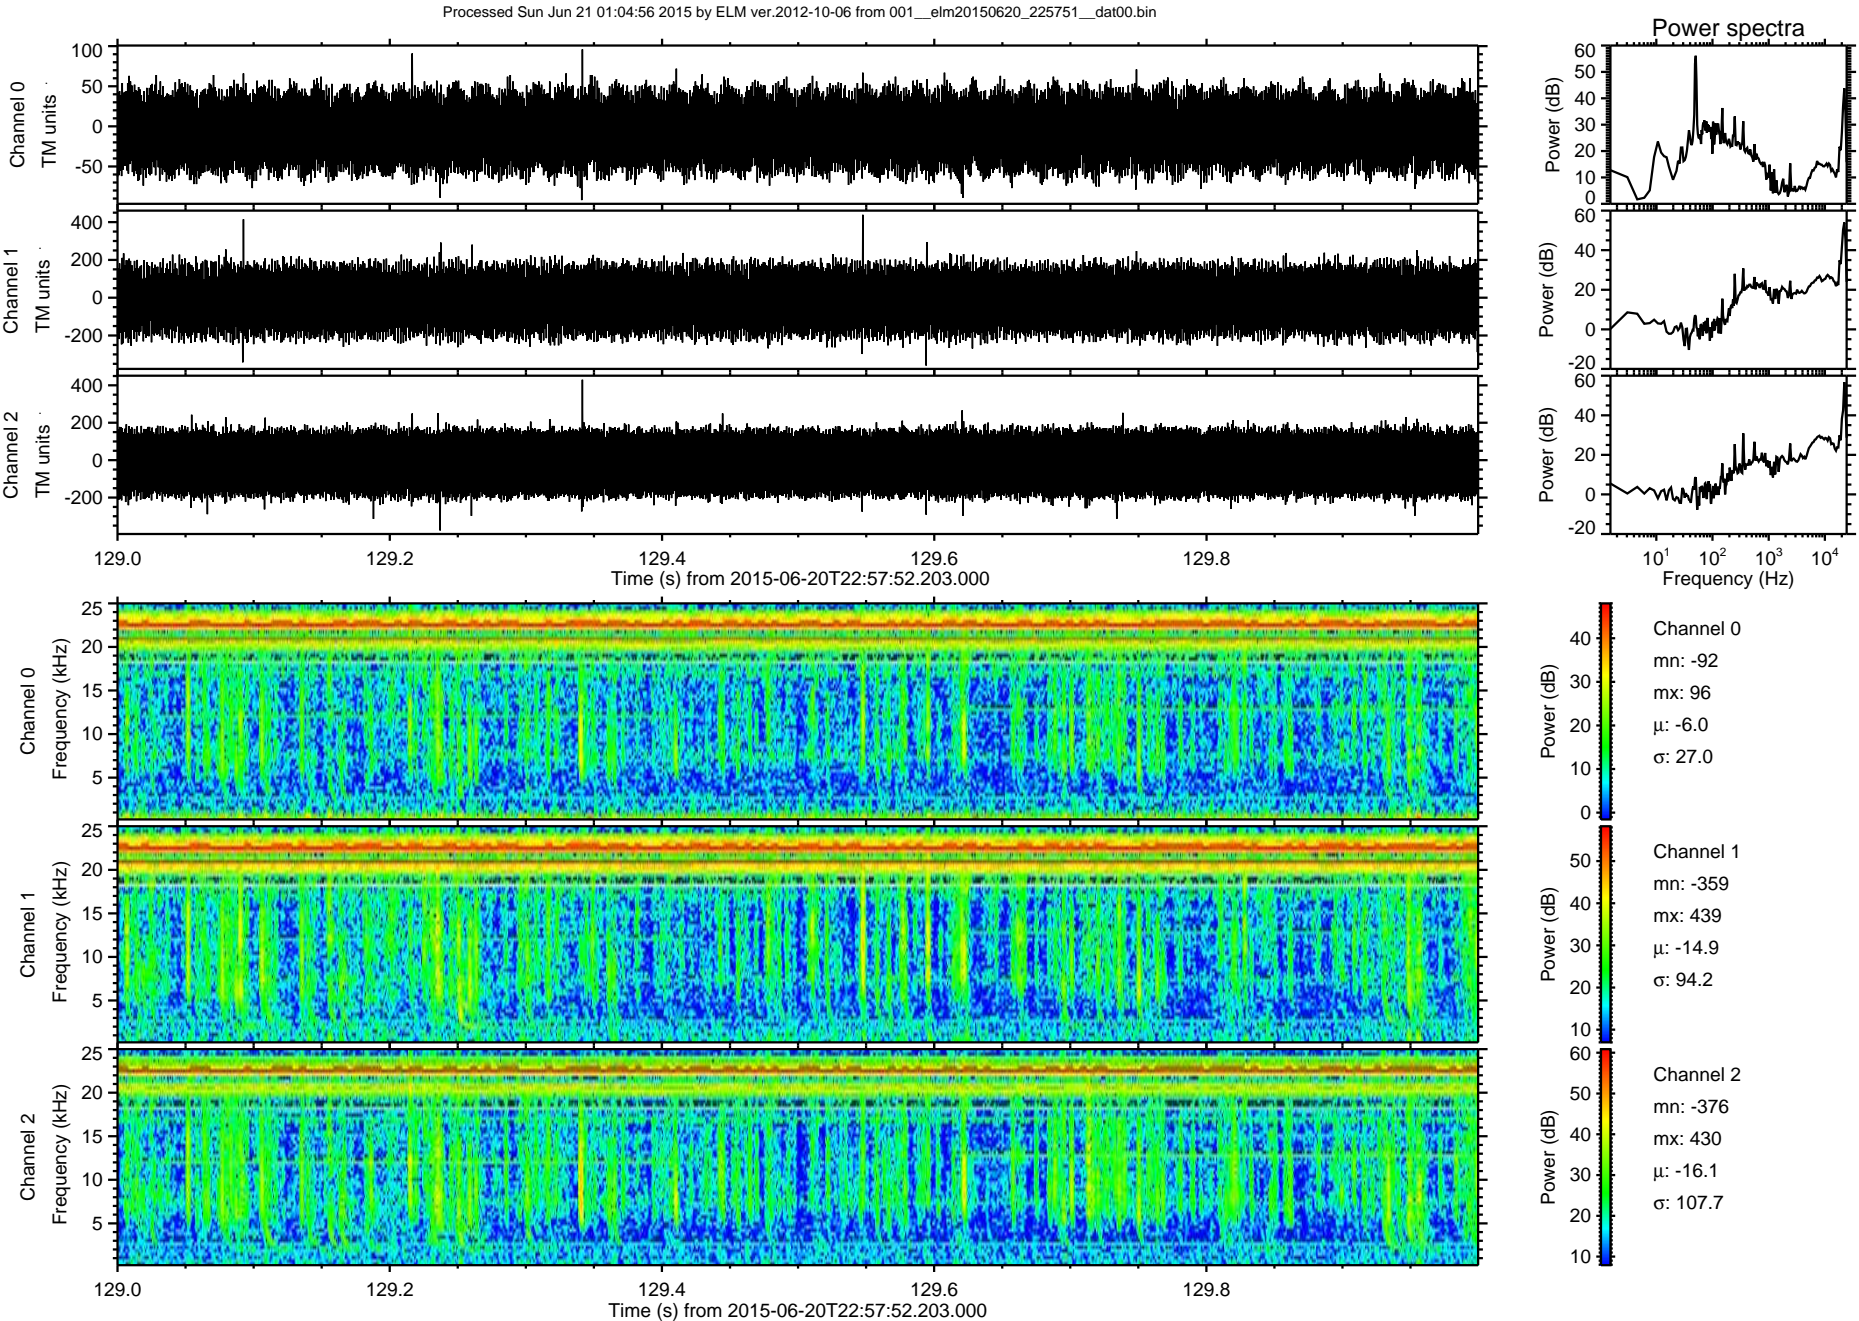 Processed Sun Jun 21 01:04:56 2015 by ELM ver.2012-10-06 from 001__elm20150620_225751__dat00.bin
Power spectra
Channel 0
TM units
100
50
0
-50
Power (dB)
60
50
40
30
20
10
0
Channel 1
TM units
400
200
0
-200
Power (dB)
60
40
20
0
-20
Channel 2
TM units
400
200
0
-200
Power (dB)
60
40
20
0
-20
129.0 129.2 129.4 129.6 129.8
Time (s) from 2015-06-20T22:57:52.203.000
10^1 10^2 10^3 10^4
Frequency (Hz)
Channel 0
Frequency (kHz)
25
20
15
10
5
Power (dB)
40
30
20
10
0
Channel 0
mn: -92
mx: 96
µ: -6.0
σ: 27.0
Channel 1
Frequency (kHz)
25
20
15
10
5
Power (dB)
50
40
30
20
10
Channel 1
mn: -359
mx: 439
µ: -14.9
σ: 94.2
Channel 2
Frequency (kHz)
25
20
15
10
5
Power (dB)
60
50
40
30
20
10
Channel 2
mn: -376
mx: 430
µ: -16.1
σ: 107.7
129.0 129.2 129.4 129.6 129.8
Time (s) from 2015-06-20T22:57:52.203.000